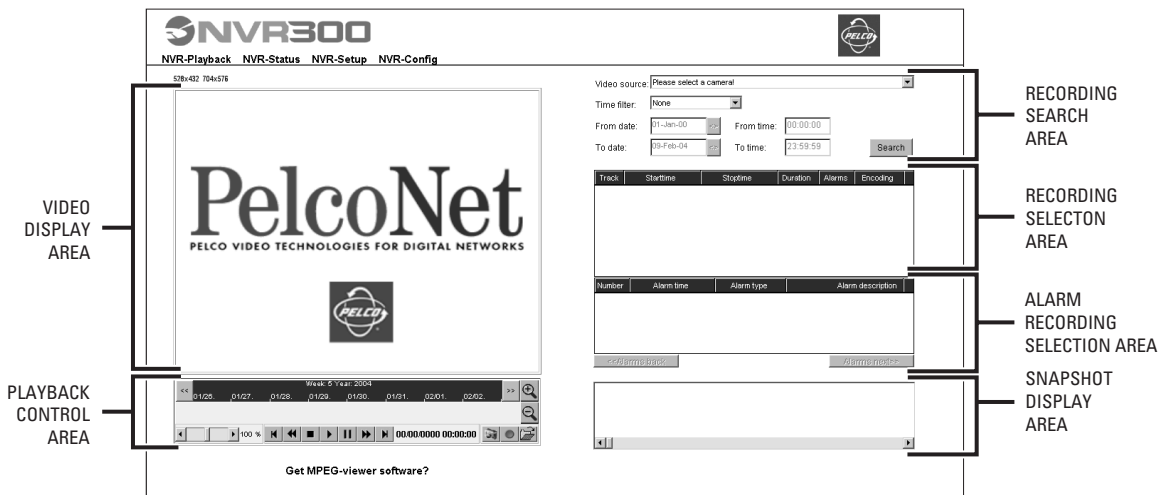 NVR300
PELCO
NVR-Playback NVR-Status NVR-Setup NVR-Config
528x432 704x576
PelcoNet
PELCO VIDEO TECHNOLOGIES FOR DIGITAL NETWORKS
PELCO
Week: 5 Year: 2004
<< 01/26. 01/27. 01/28. 01/29. 01/30. 01/31. 02/01. 02/02. >>
100 % 00/00/0000 00:00:00
Get MPEG-viewer software?
Video source: Please select a camera!
Time filter: None
From date: 01-Jan-00 >> From time: 00:00:00
To date: 09-Feb-04 >> To time: 23:59:59 Search
Track Starttime Stoptime Duration Alarms Encoding
Number Alarm time Alarm type Alarm description
<<Alarms back Alarms next>>
VIDEO
DISPLAY
AREA
PLAYBACK
CONTROL
AREA
RECORDING
SEARCH
AREA
RECORDING
SELECTON
AREA
ALARM
RECORDING
SELECTION AREA
SNAPSHOT
DISPLAY
AREA